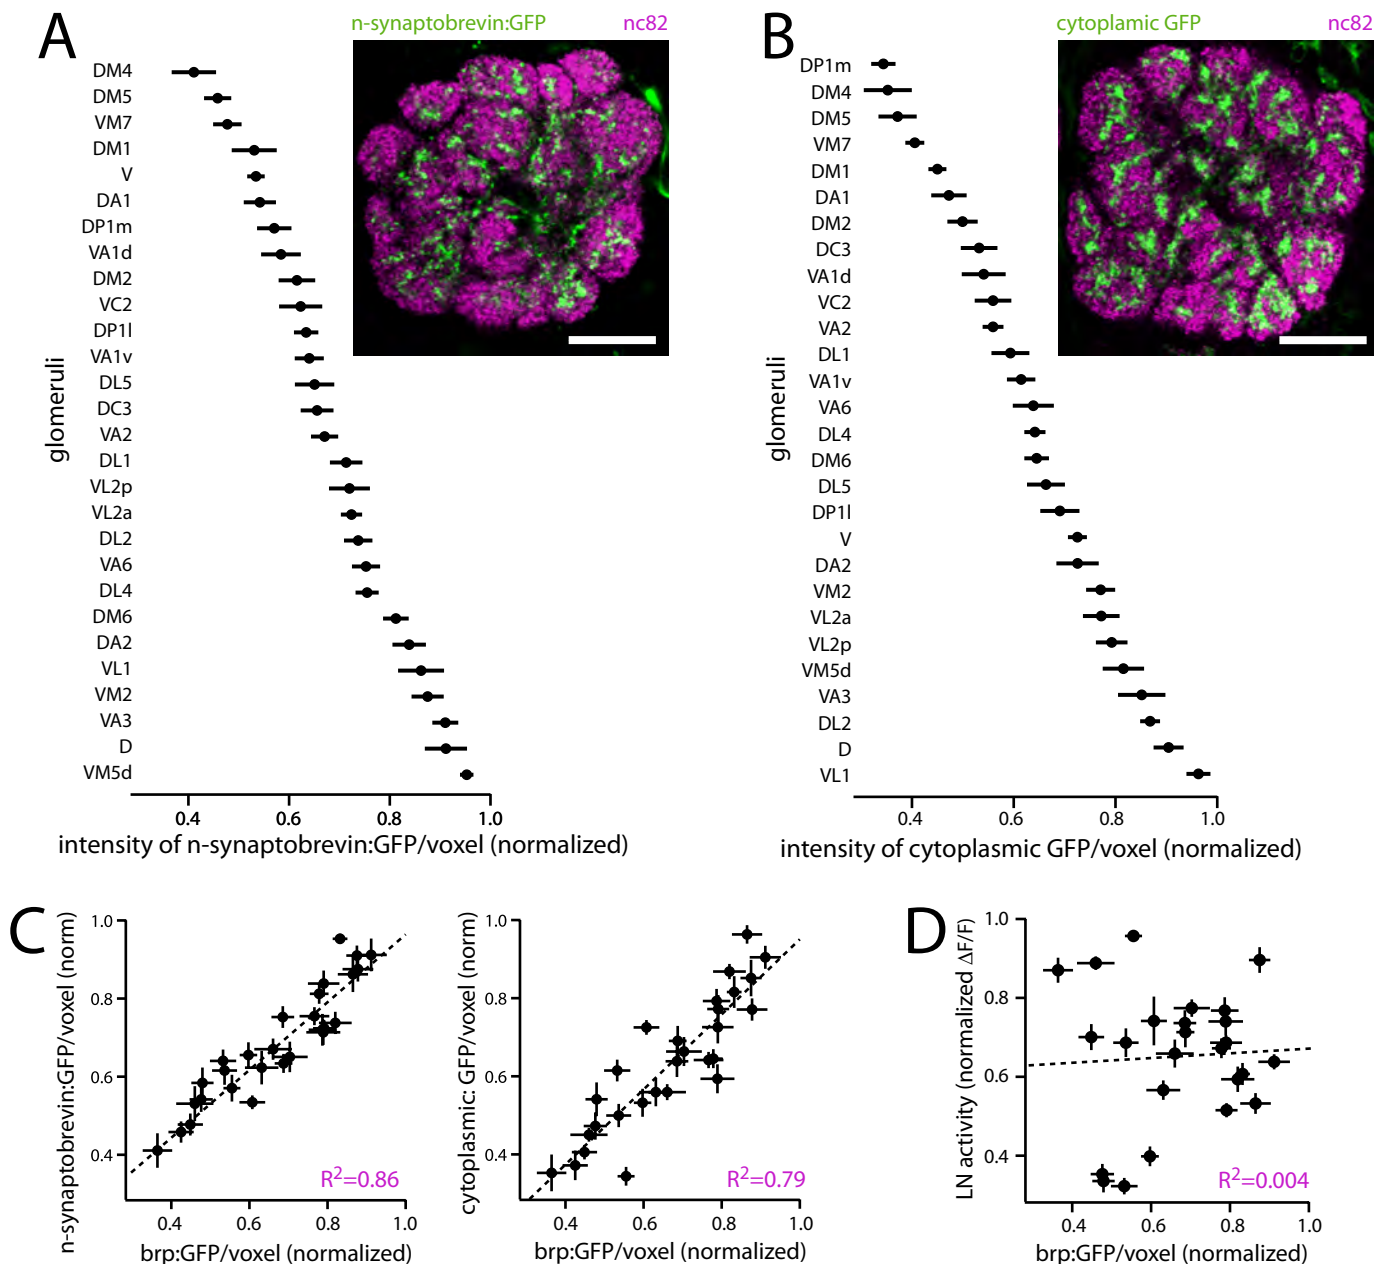 A
n-synaptobrevin:GFP nc82
DM4
DM5
VM7
DM1
V
DA1
DP1m
VA1d
DM2
VC2
DP1l
VA1v
DL5
DC3
VA2
DL1
VL2p
VL2a
DL2
VA6
DL4
DM6
DA2
VL1
VM2
VA3
D
VM5d
glomeruli
0.4 0.6 0.8 1.0
intensity of n-synaptobrevin:GFP/voxel (normalized)
B
cytoplamic GFP nc82
DP1m
DM4
DM5
VM7
DM1
DA1
DM2
DC3
VA1d
VC2
VA2
DL1
VA1v
VA6
DL4
DM6
DL5
DP1l
V
DA2
VM2
VL2a
VL2p
VM5d
VA3
DL2
D
VL1
glomeruli
0.4 0.6 0.8 1.0
intensity of cytoplasmic GFP/voxel (normalized)
C
n-synaptobrevin:GFP/voxel (norm)
1.0
0.8
0.6
0.4
R²=0.86
0.4 0.6 0.8 1.0
brp:GFP/voxel (normalized)
cytoplasmic: GFP/voxel (norm)
1.0
0.8
0.6
0.4
R²=0.79
0.4 0.6 0.8 1.0
brp:GFP/voxel (normalized)
D
LN activity (normalized ΔF/F)
1.0
0.8
0.6
0.4
R²=0.004
0.4 0.6 0.8 1.0
brp:GFP/voxel (normalized)